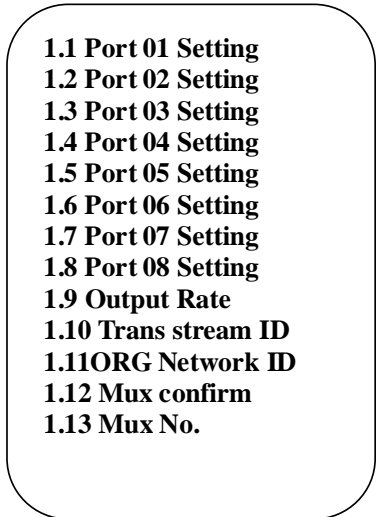 1.1 Port 01 Setting
1.2 Port 02 Setting
1.3 Port 03 Setting
1.4 Port 04 Setting
1.5 Port 05 Setting
1.6 Port 06 Setting
1.7 Port 07 Setting
1.8 Port 08 Setting
1.9 Output Rate
1.10 Trans stream ID
1.11ORG Network ID
1.12 Mux confirm
1.13 Mux No.